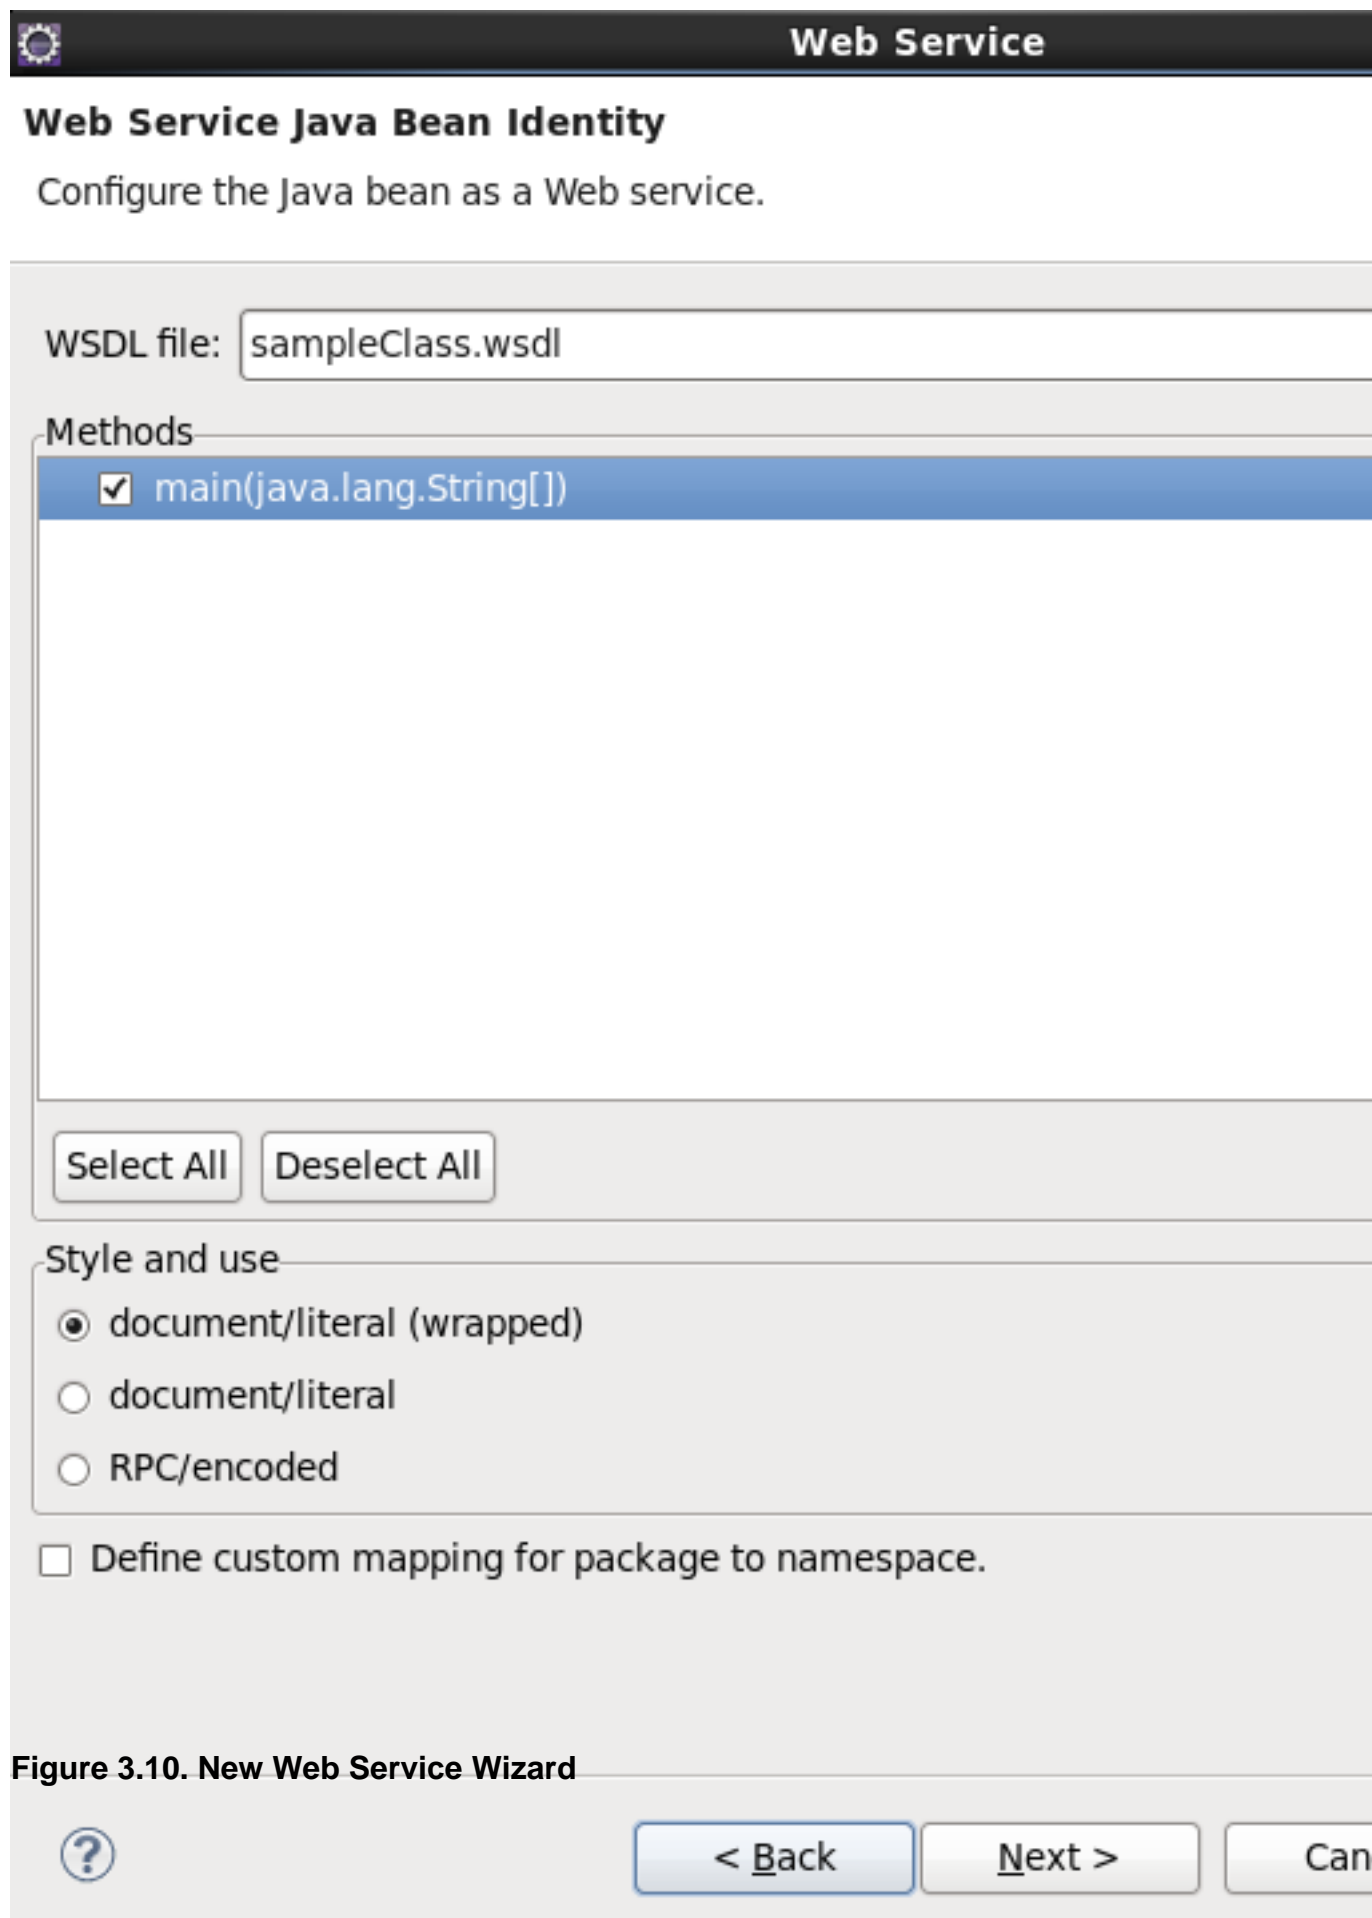 Web Service
Web Service Java Bean Identity
Configure the Java bean as a Web service.
WSDL file: sampleClass.wsdl
Methods
main(java.lang.String[])
Select All Deselect All
Style and use
document/literal (wrapped)
document/literal
RPC/encoded
Define custom mapping for package to namespace.
Figure 3.10. New Web Service Wizard
? < Back Next > Can